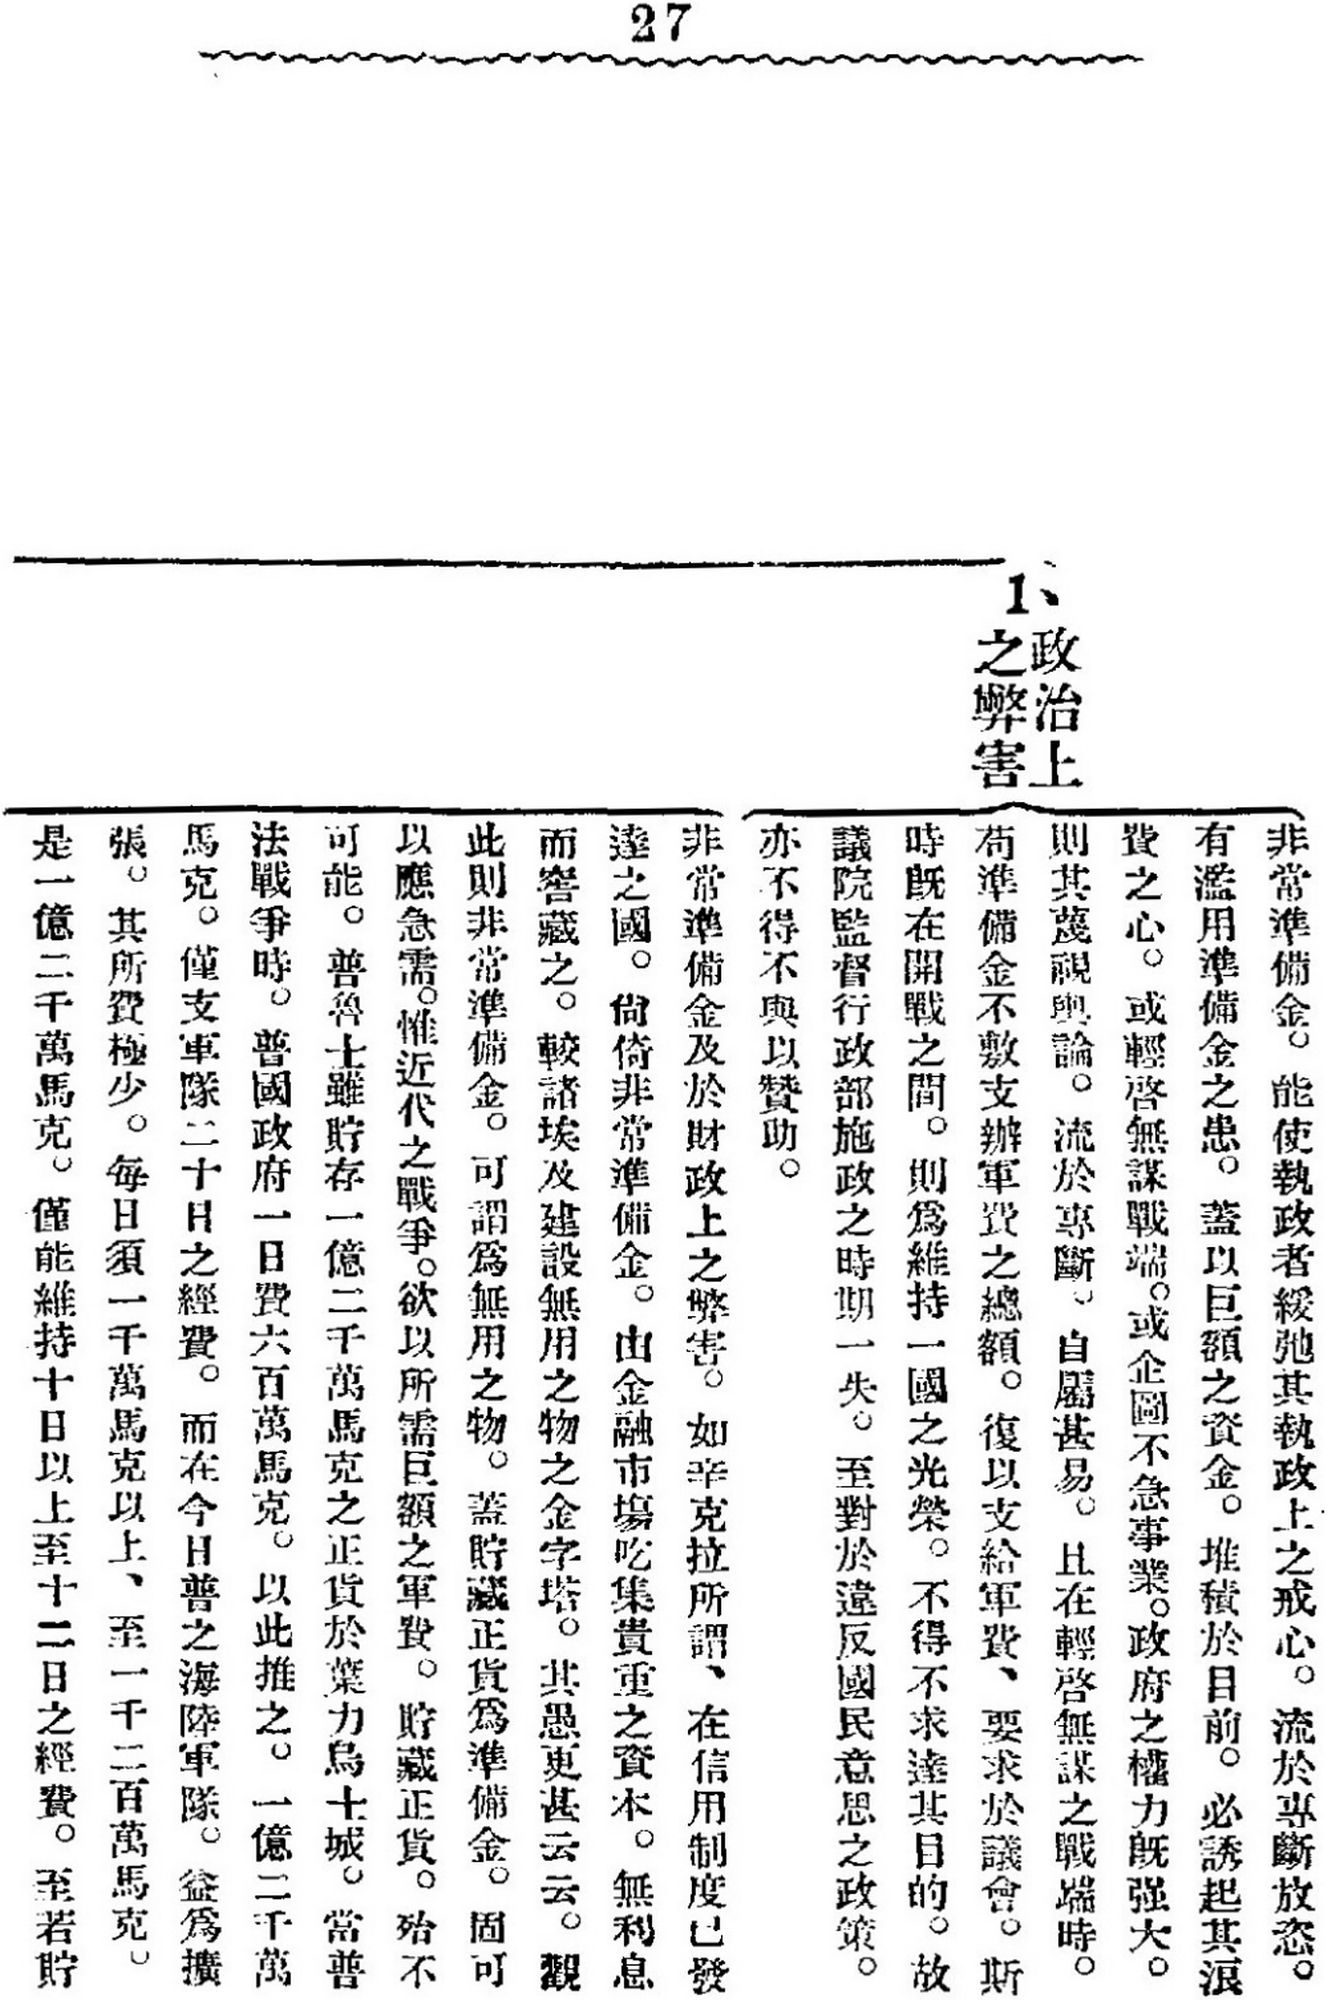 27
1、政治上
之弊害
非常準備金。能使執政者緩弛其執政上之戒心。流於專斷放恣。
有濫用準備金之患。蓋以巨額之資金。堆積於目前。必誘起其浪
費之心。或輕啓無謀戰端。或企圖不急事業。政府之權力既强大。
則其蔑視輿論。流於專斷。自屬甚易。且在輕啓無謀之戰端時。
苟準備金不敷支辦軍費之總額。復以支給軍費、要求於議會。斯
時既在開戰之間。則爲維持一國之光榮。不得不求達其目的。故
議院監督行政部施政之時期一失。至對於違反國民意思之政策。
亦不得不與以贊助。
非常準備金及於財政上之弊害。如辛克拉所謂、在信用制度已發
達之國。尙倚非常準備金。由金融市塲吃集貴重之資本。無利息
而窖藏之。較諸埃及建設無用之物之金字塔。其愚更甚云云。觀
此則非常準備金。可謂爲無用之物。蓋貯藏正貨爲準備金。固可
以應急需。惟近代之戰爭。欲以所需巨額之軍費。貯藏正貨。殆不
可能。普魯士雖貯存一億二千萬馬克之正貨於葉力烏士城。當普
法戰爭時。普國政府一日費六百萬馬克。以此推之。一億二千萬
馬克。僅支軍隊二十日之經費。而在今日普之海陸軍隊。益爲擴
張。其所費極少。每日須一千萬馬克以上、至一千二百萬馬克。
是一億二千萬馬克。僅能維持十日以上至十二日之經費。至若貯